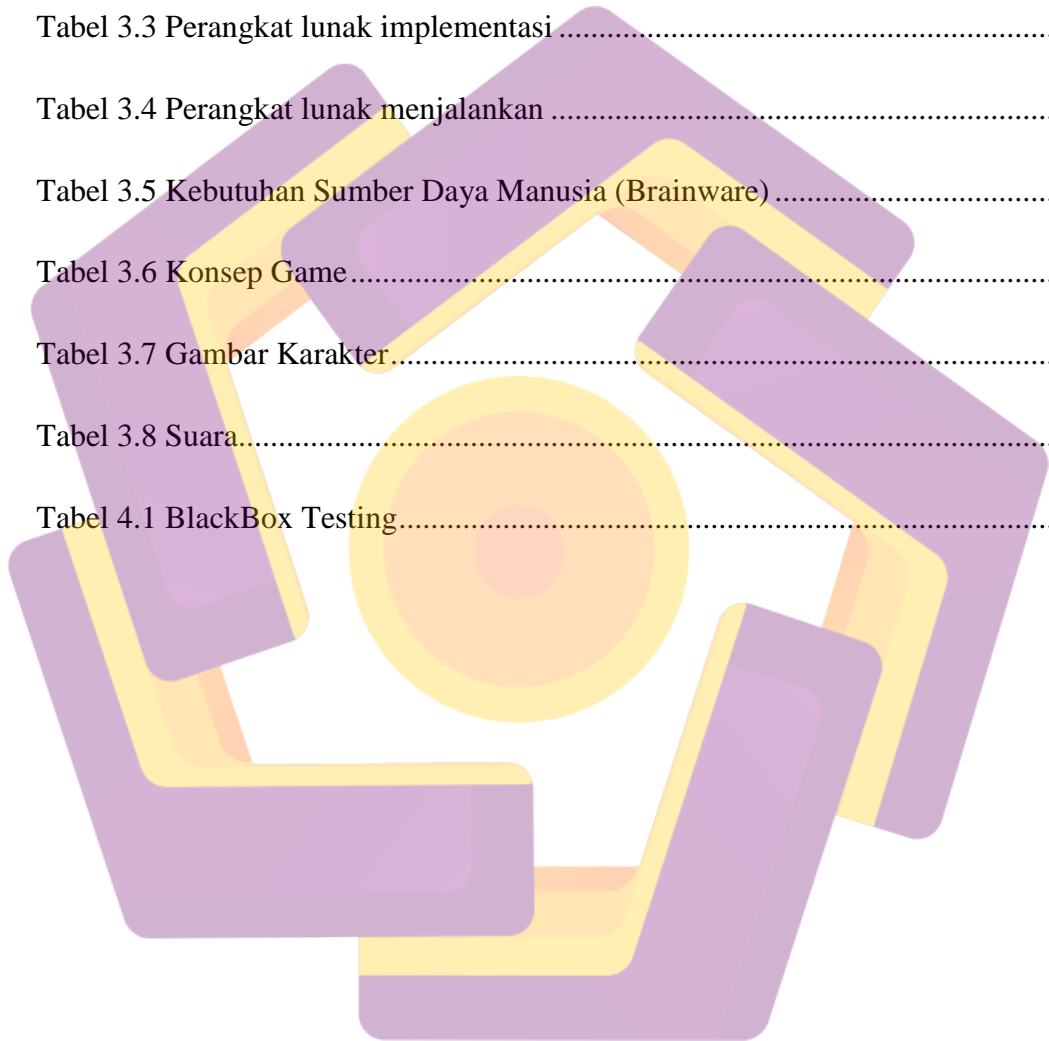 Tabel 3.3 Perangkat lunak implementasi ....................................................................
Tabel 3.4 Perangkat lunak menjalankan .....................................................................
Tabel 3.5 Kebutuhan Sumber Daya Manusia (Brainware) .....................................
Tabel 3.6 Konsep Game...............................................................................................
Tabel 3.7 Gambar Karakter..........................................................................................
Tabel 3.8 Suara.............................................................................................................
Tabel 4.1 BlackBox Testing.........................................................................................